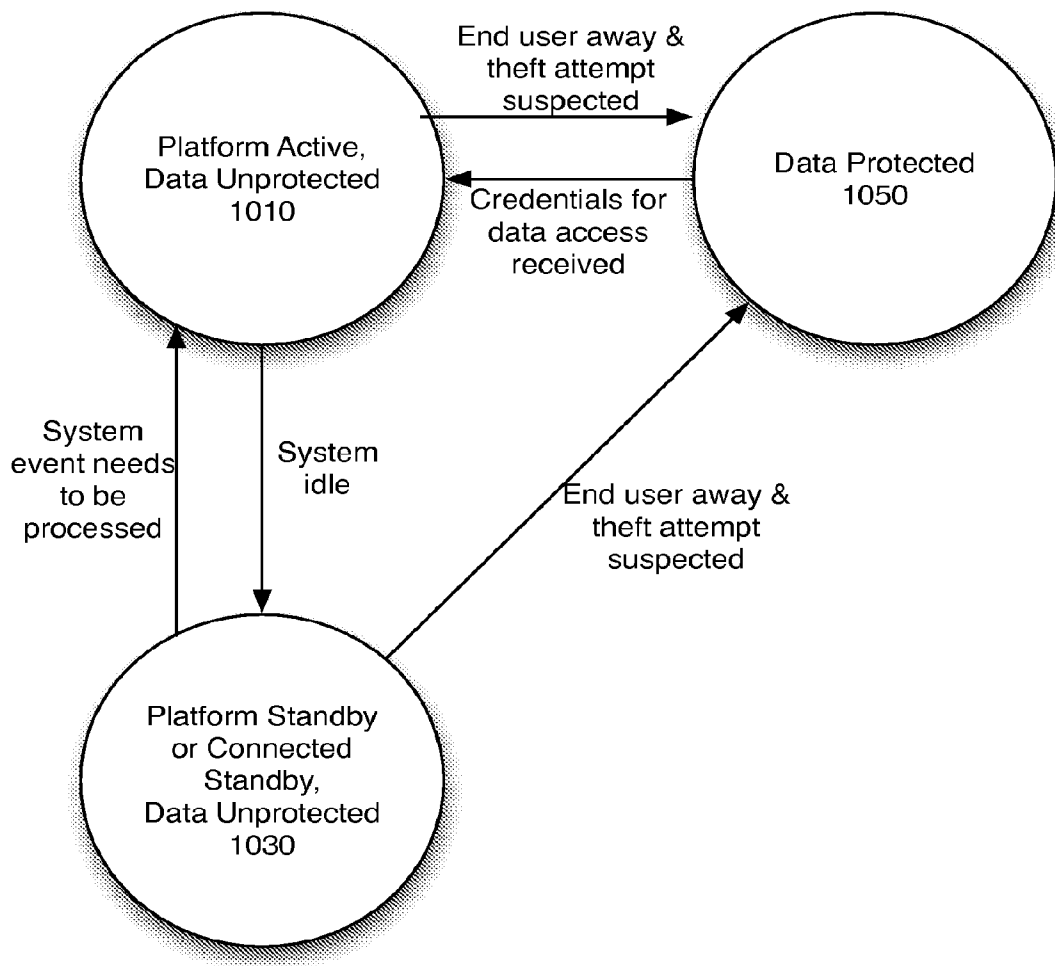 End user away &
theft attempt
suspected
Platform Active,
Data Unprotected
1010
Data Protected
1050
Credentials for
data access
received
System
event needs
to be
processed
System
idle
End user away &
theft attempt
suspected
Platform Standby
or Connected
Standby,
Data Unprotected
1030